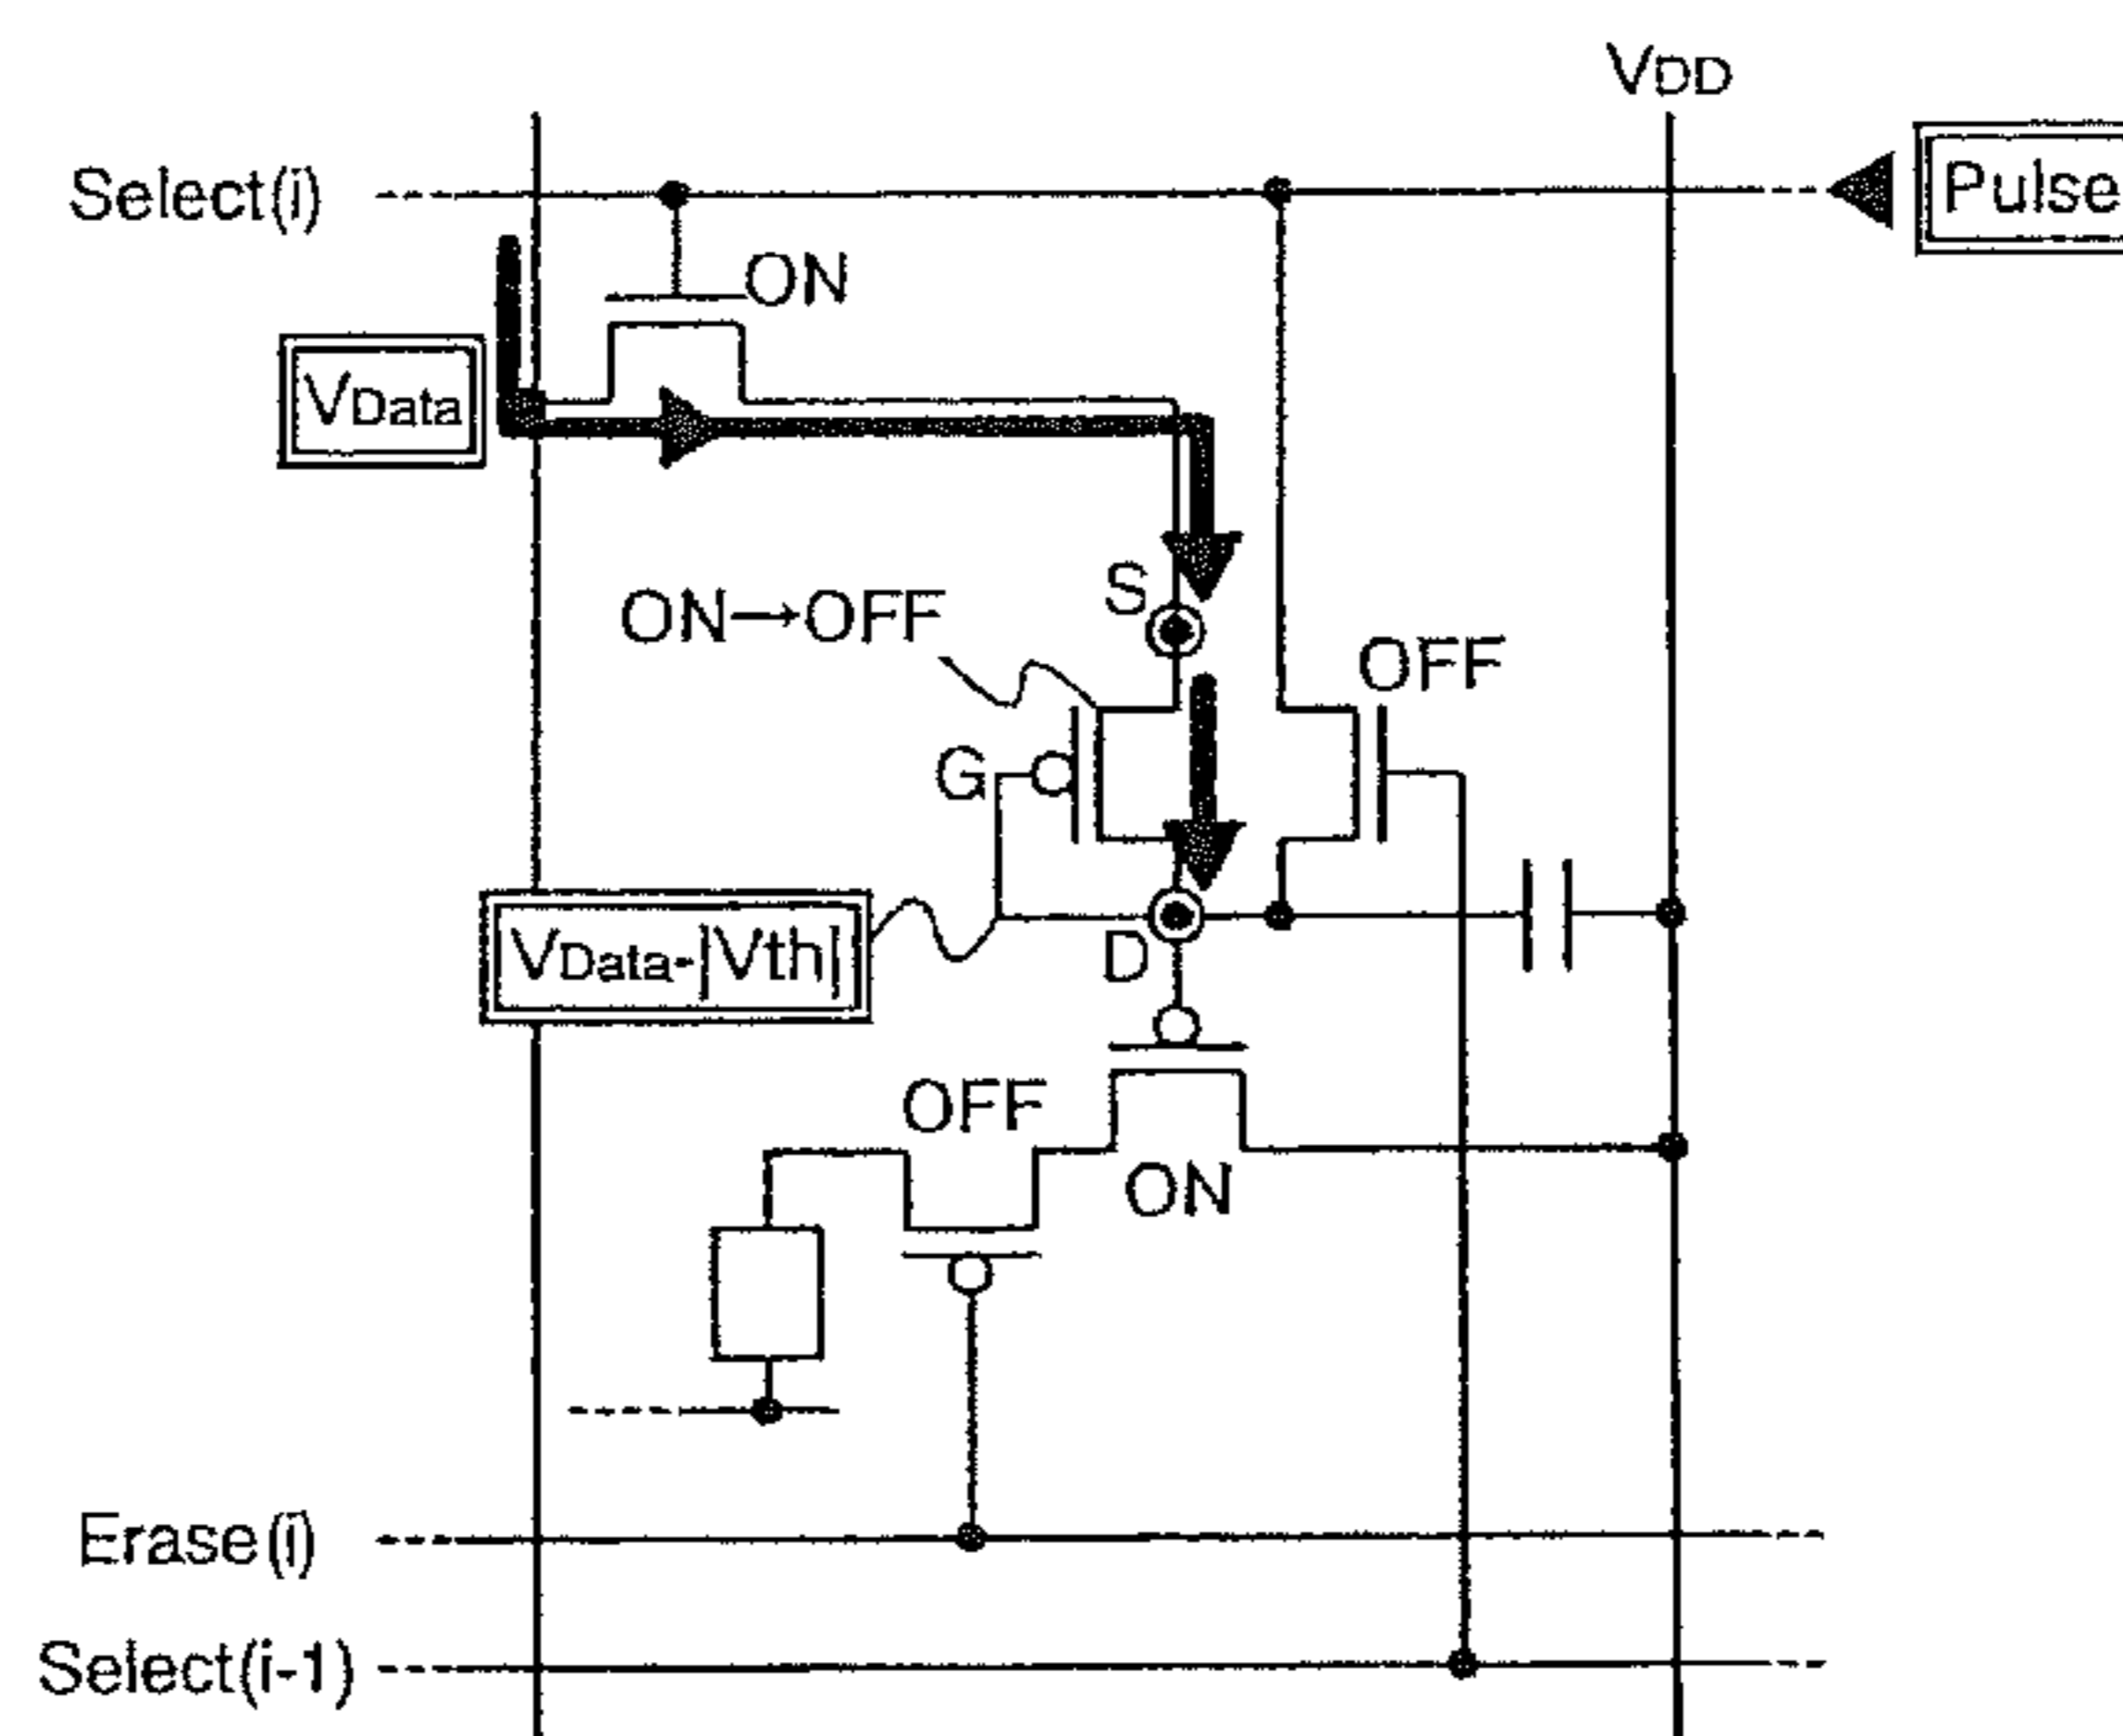 VDD
Select(i)
Pulse
ON
VData
S
ON→OFF
OFF
G
VData-|Vth|
D
OFF
ON
Erase(i)
Select(i-1)